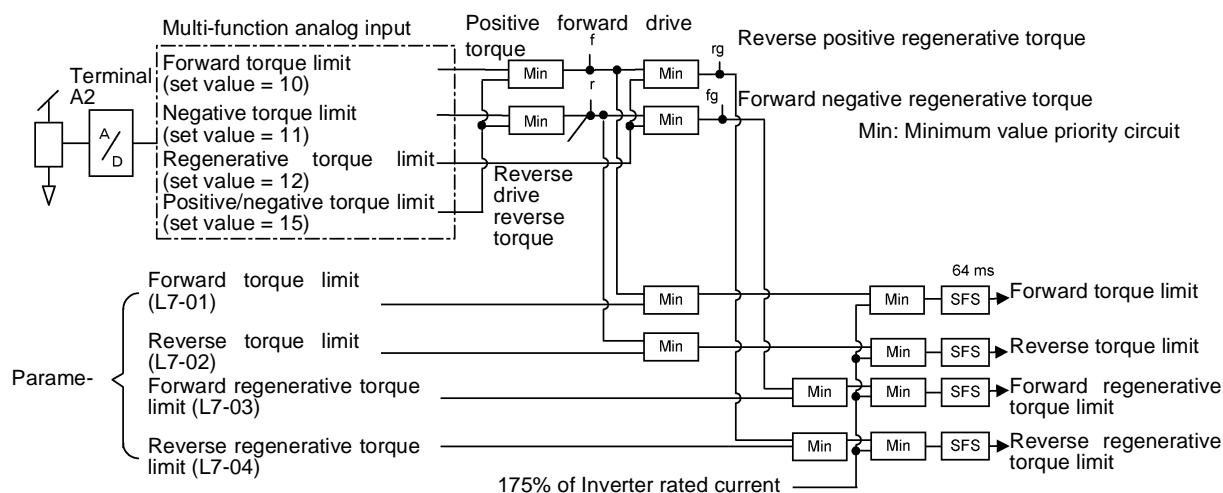 Multi-function analog input
Positive forward drive
torque
f
rg
Reverse positive regenerative torque
Terminal
A2
A/D
Forward torque limit
(set value = 10)
Min
Min
Negative torque limit
(set value = 11)
r
Min
Min
fg
Forward negative regenerative torque
Min: Minimum value priority circuit
Regenerative torque limit
(set value = 12)
Positive/negative torque limit
(set value = 15)
Reverse
drive
reverse
torque
Parame-
Forward torque limit
(L7-01)
Min
Min
64 ms
SFS
Forward torque limit
Reverse torque limit
(L7-02)
Min
Min
SFS
Reverse torque limit
Forward regenerative torque
limit (L7-03)
Min
Min
SFS
Forward regenerative
torque limit
Reverse regenerative torque
limit (L7-04)
Min
Min
SFS
Reverse regenerative
torque limit
175% of Inverter rated current